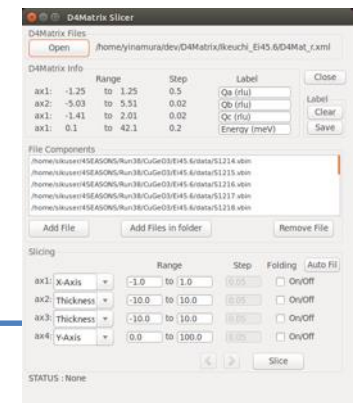 D4Matrix Slicer
D4Matrix Files
Open /home/yinamura/dev/D4Matrix/Ikeuchi_Ei45.6/D4Mat_r.xml
D4Matrix Info
Range Step Label Close
ax1: -1.25 to 1.25 0.5 Qa (rlu)
ax2: -5.03 to 5.51 0.02 Qb (rlu) Label
ax1: -1.41 to 2.01 0.02 Qc (rlu) Clear
ax1: 0.1 to 42.1 0.2 Energy (meV) Save
File Components
/home/sikuser/4SEASONS/Run38/CuGeO3/Ei45.6/data/S1214.vbin
/home/sikuser/4SEASONS/Run38/CuGeO3/Ei45.6/data/S1215.vbin
/home/sikuser/4SEASONS/Run38/CuGeO3/Ei45.6/data/S1216.vbin
/home/sikuser/4SEASONS/Run38/CuGeO3/Ei45.6/data/S1217.vbin
/home/sikuser/4SEASONS/Run38/CuGeO3/Ei45.6/data/S1218.vbin
Add File Add Files in folder Remove File
Slicing
Range Step Folding Auto Fil
ax1: X-Axis -1.0 to 1.0 0.05 On/Off
ax2: Thickness -10.0 to 10.0 0.05 On/Off
ax3: Thickness -10.0 to 10.0 0.05 On/Off
ax4: Y-Axis 0.0 to 100.0 0.05 On/Off
< > Slice
STATUS : None